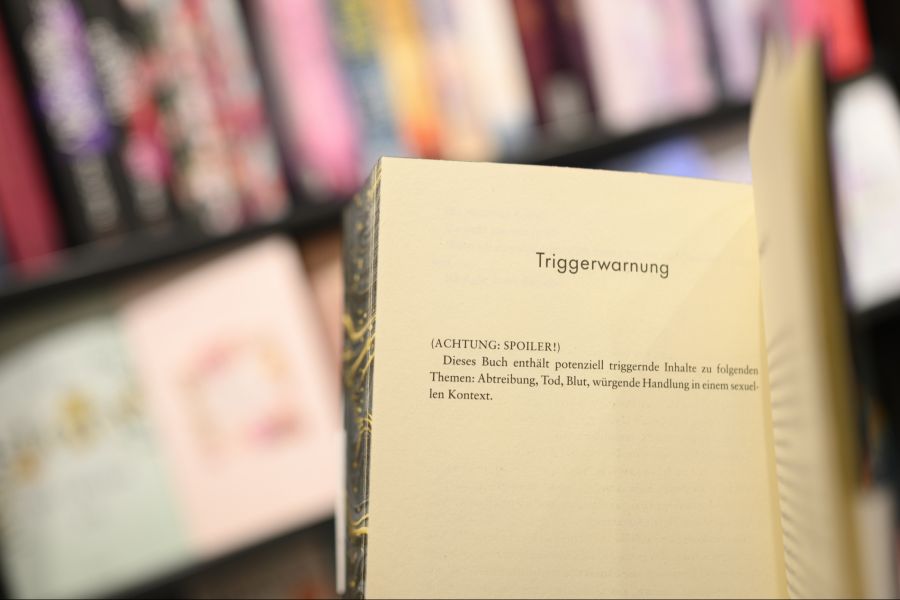 Triggerwarnung
(ACHTUNG: SPOILER!)
Dieses Buch enthält potenziell triggernde Inhalte zu folgenden
Themen: Abtreibung, Tod, Blut, würgende Handlung in einem sexuel-
len Kontext.